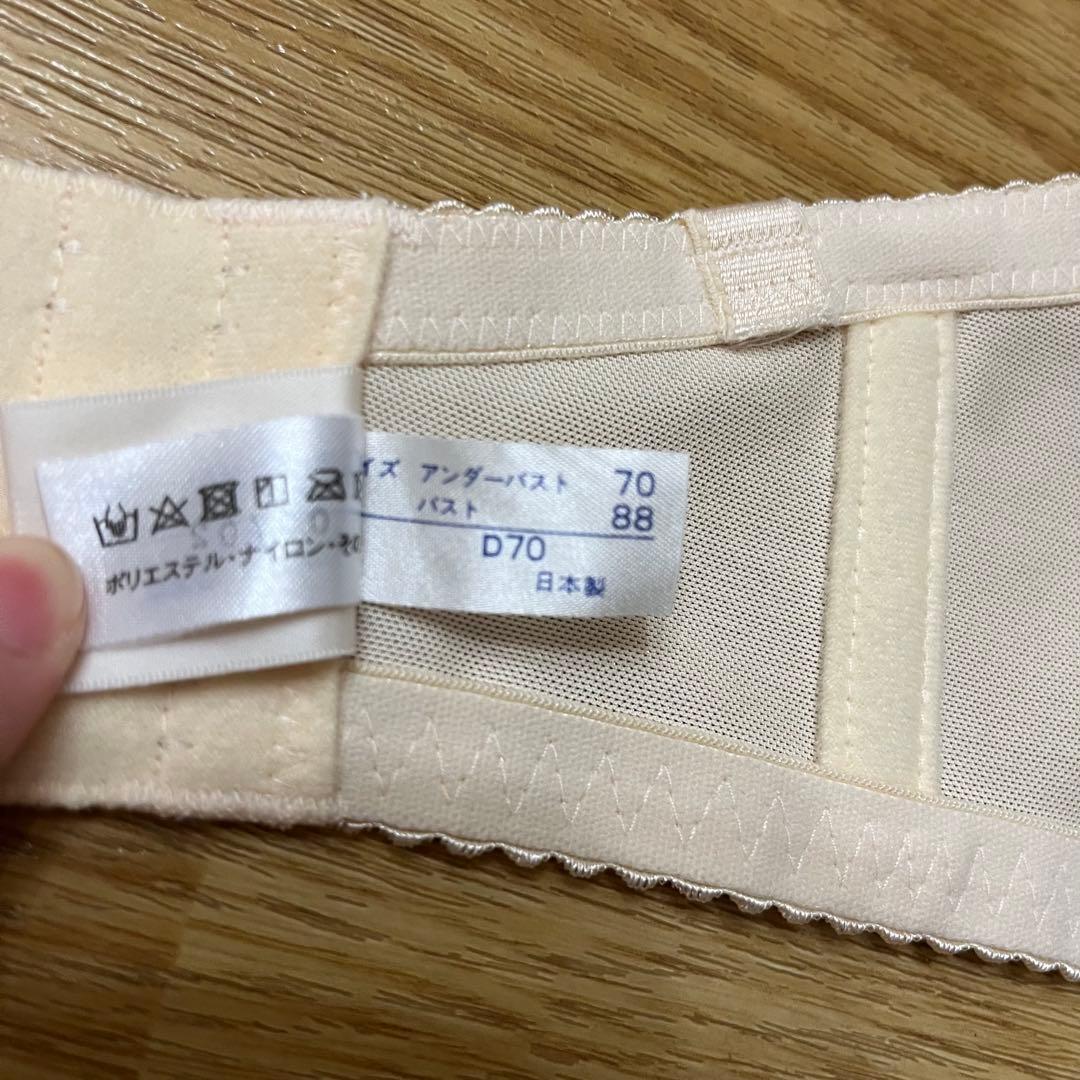 イズ アンダーバスト 70
バスト 88
D70
日本製
ポリエステル・ナイロン・その